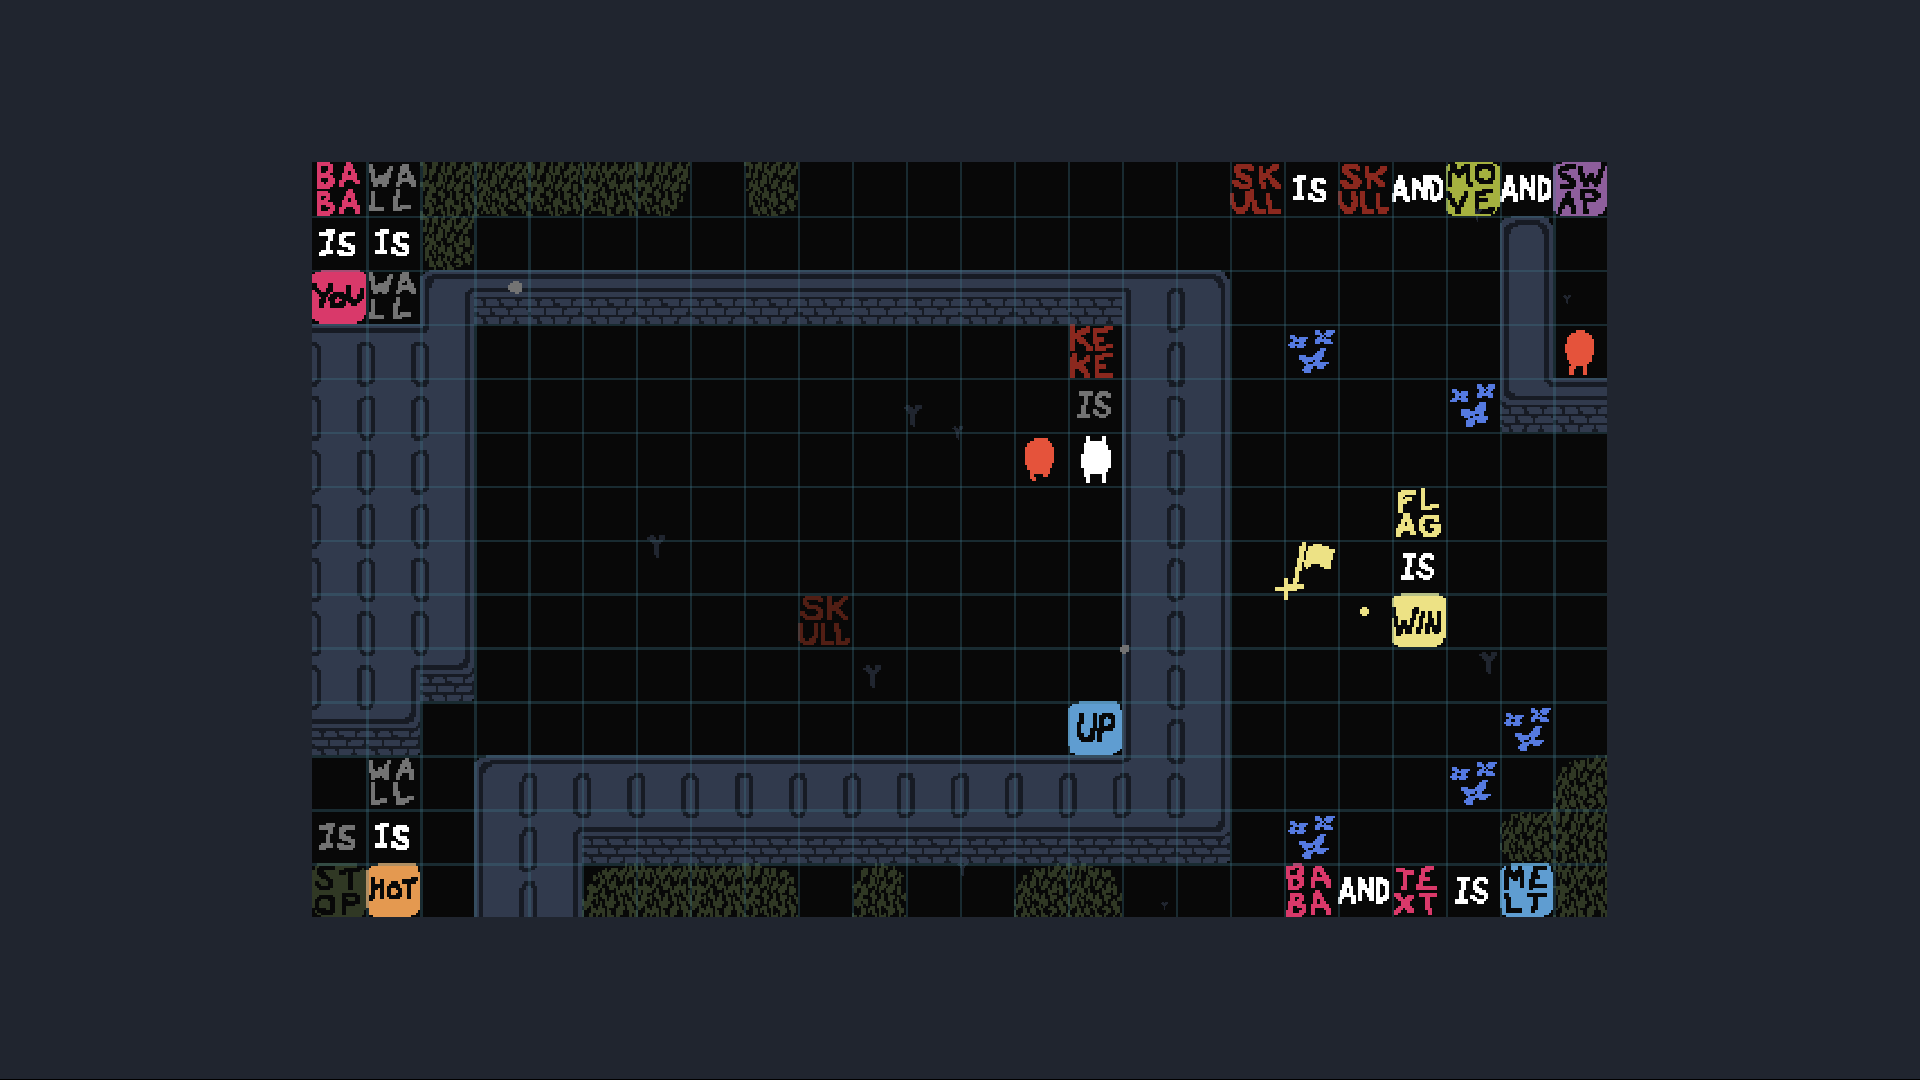 BABA WALL SKULL IS SKULL AND MOVE AND SWAP
IS IS
YOU WALL
KEKE
IS
FLAG
IS
SKULL WIN
UP
WALL
IS IS
STOP HOT BABA AND TEXT IS MELT